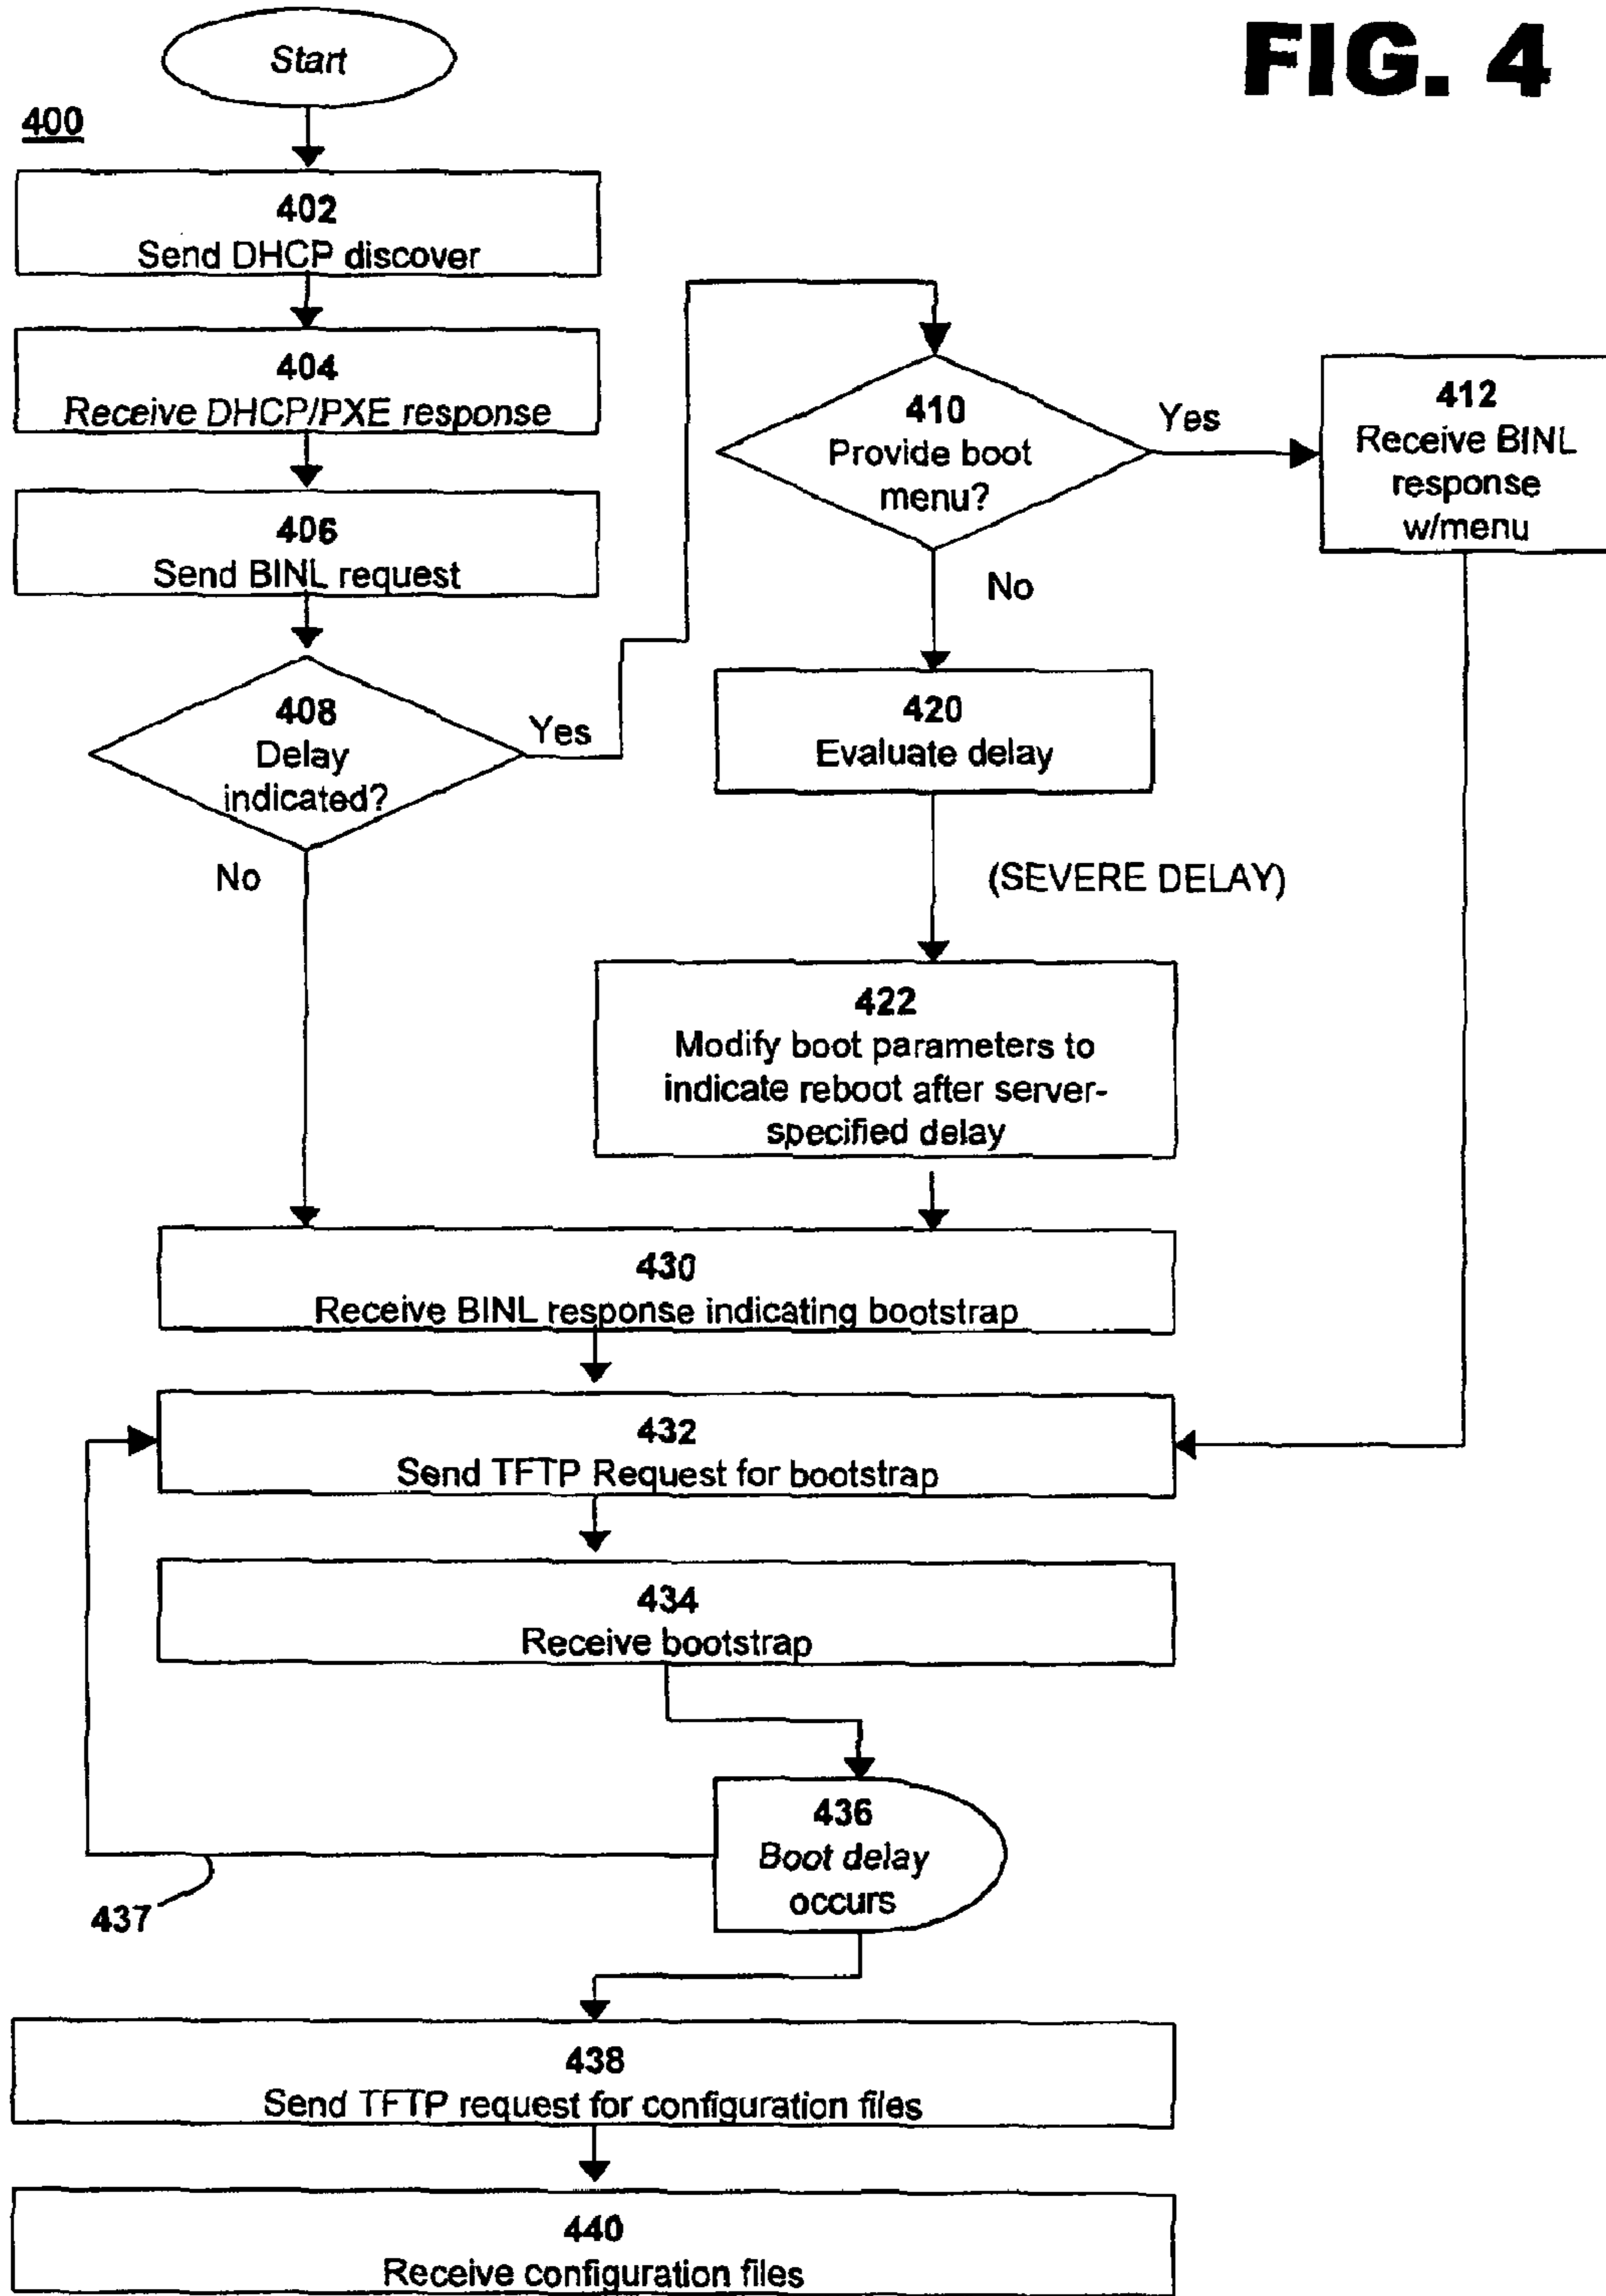 FIG. 4
Start
400
402
Send DHCP discover
404
Receive DHCP/PXE response
406
Send BINL request
408
Delay
indicated?
Yes
No
410
Provide boot
menu?
Yes
No
412
Receive BINL
response
w/menu
420
Evaluate delay
(SEVERE DELAY)
422
Modify boot parameters to
indicate reboot after server-
specified delay
430
Receive BINL response indicating bootstrap
432
Send TFTP Request for bootstrap
434
Receive bootstrap
436
Boot delay
occurs
437
438
Send TFTP request for configuration files
440
Receive configuration files